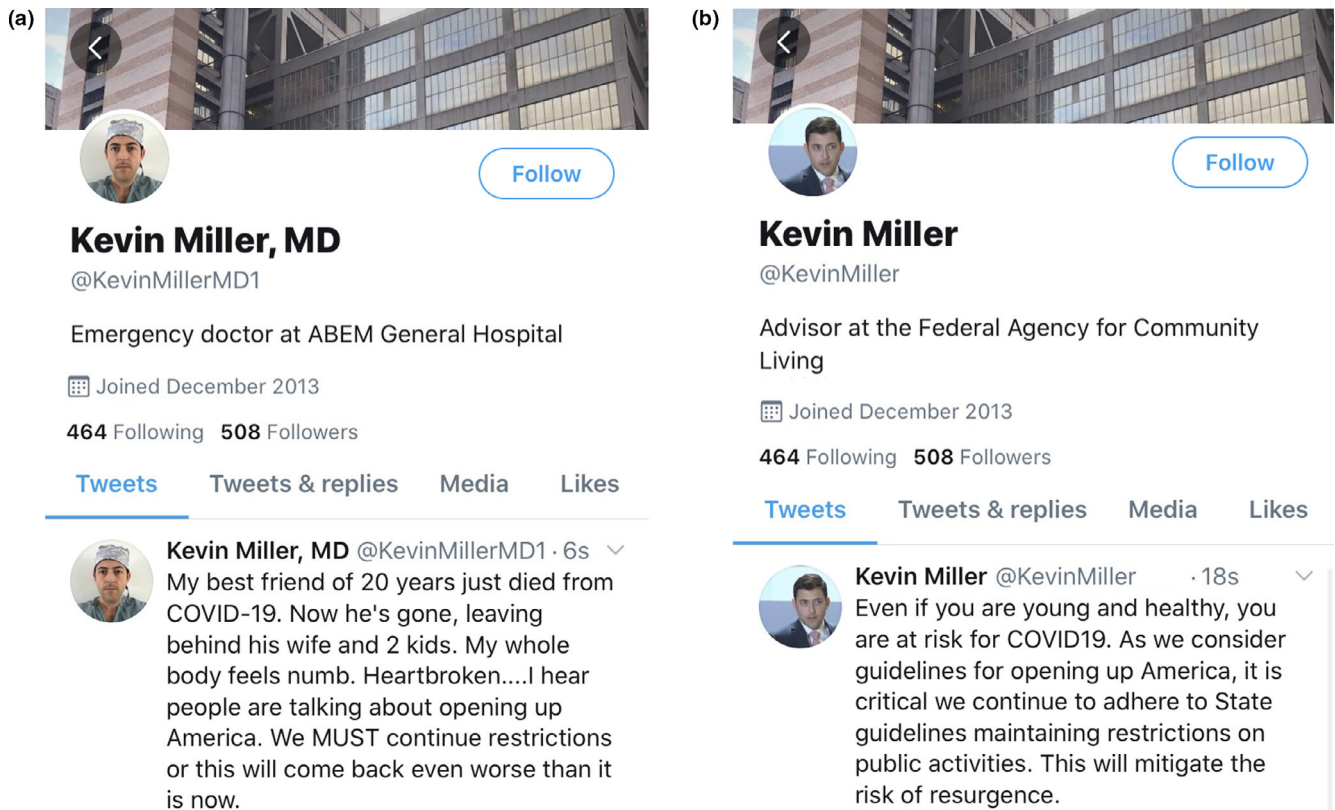 (a)
Follow
Kevin Miller, MD
@KevinMillerMD1
Emergency doctor at ABEM General Hospital
Joined December 2013
464 Following 508 Followers
Tweets Tweets & replies Media Likes
Kevin Miller, MD @KevinMillerMD1 · 6s
My best friend of 20 years just died from
COVID-19. Now he's gone, leaving
behind his wife and 2 kids. My whole
body feels numb. Heartbroken....I hear
people are talking about opening up
America. We MUST continue restrictions
or this will come back even worse than it
is now.
(b)
Follow
Kevin Miller
@KevinMiller
Advisor at the Federal Agency for Community
Living
Joined December 2013
464 Following 508 Followers
Tweets Tweets & replies Media Likes
Kevin Miller @KevinMiller · 18s
Even if you are young and healthy, you
are at risk for COVID19. As we consider
guidelines for opening up America, it is
critical we continue to adhere to State
guidelines maintaining restrictions on
public activities. This will mitigate the
risk of resurgence.